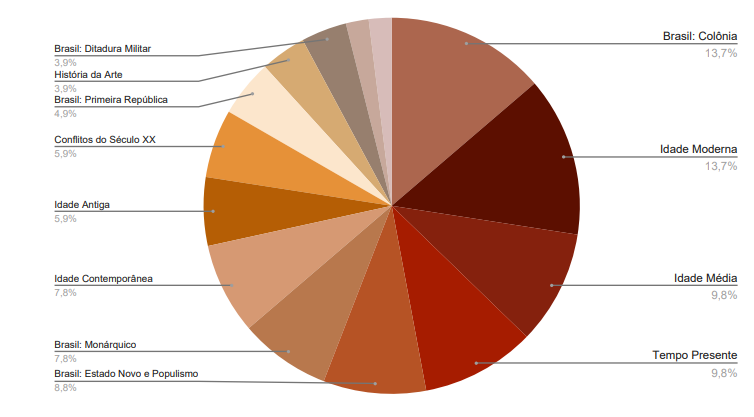 Brasil: Ditadura Militar
3,9%
História da Arte
3,9%
Brasil: Primeira República
4,9%
Conflitos do Século XX
5,9%
Idade Antiga
5,9%
Idade Contemporânea
7,8%
Brasil: Monárquico
7,8%
Brasil: Estado Novo e Populismo
8,8%
Brasil: Colônia
13,7%
Idade Moderna
13,7%
Idade Média
9,8%
Tempo Presente
9,8%